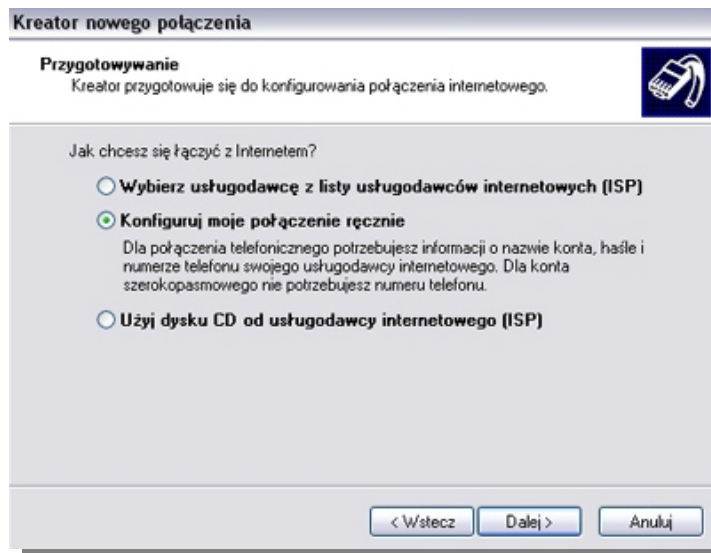 Kreator nowego połączenia
Przygotowywanie
Kreator przygotowuje się do konfigurowania połączenia internetowego.
Jak chcesz się łączyć z Internetem?
Wybierz usługodawcę z listy usługodawców internetowych (ISP)
Konfiguruj moje połączenie ręcznie
Dla połączenia telefonicznego potrzebujesz informacji o nazwie konta, haśle i
numerze telefonu swojego usługodawcy internetowego. Dla konta
szerokopasmowego nie potrzebujesz numeru telefonu.
Użyj dysku CD od usługodawcy internetowego (ISP)
< Wstecz Dalej > Anuluj